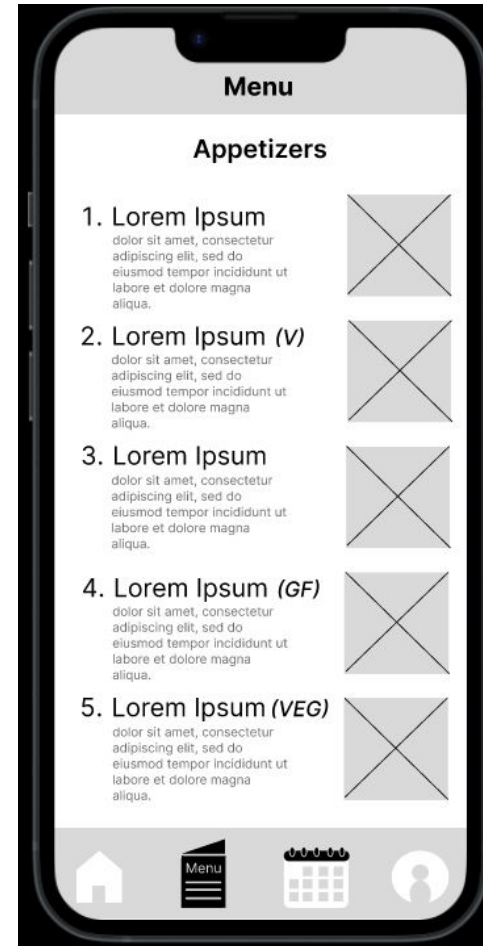 Menu
Appetizers
1. Lorem Ipsum
dolor sit amet, consectetur
adipiscing elit, sed do
eiusmod tempor incididunt ut
labore et dolore magna
aliqua.
2. Lorem Ipsum (V)
dolor sit amet, consectetur
adipiscing elit, sed do
eiusmod tempor incididunt ut
labore et dolore magna
aliqua.
3. Lorem Ipsum
dolor sit amet, consectetur
adipiscing elit, sed do
eiusmod tempor incididunt ut
labore et dolore magna
aliqua.
4. Lorem Ipsum (GF)
dolor sit amet, consectetur
adipiscing elit, sed do
eiusmod tempor incididunt ut
labore et dolore magna
aliqua.
5. Lorem Ipsum (VEG)
dolor sit amet, consectetur
adipiscing elit, sed do
eiusmod tempor incididunt ut
labore et dolore magna
aliqua.
Menu